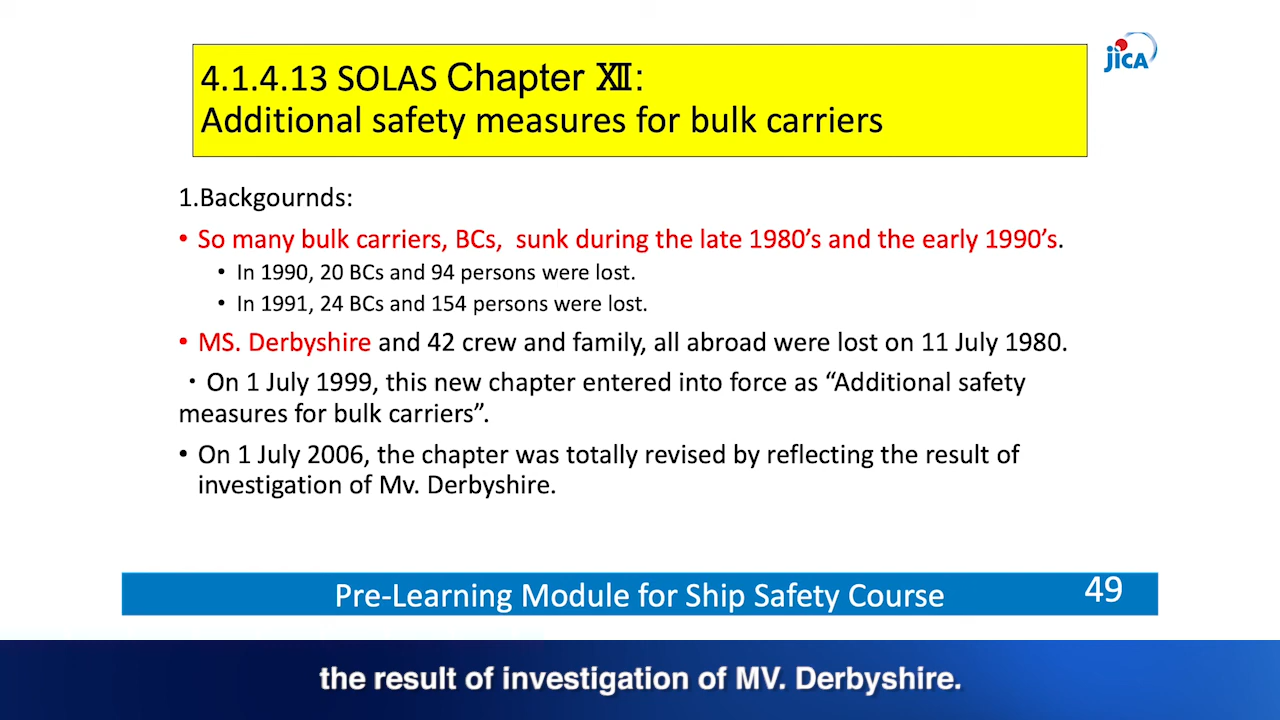 JICA
4.1.4.13 SOLAS Chapter Ⅻ:
Additional safety measures for bulk carriers
1.Backgournds:
• So many bulk carriers, BCs,  sunk during the late 1980’s and the early 1990’s.
• In 1990, 20 BCs and 94 persons were lost.
• In 1991, 24 BCs and 154 persons were lost.
• MS. Derbyshire and 42 crew and family, all abroad were lost on 11 July 1980.
・On 1 July 1999, this new chapter entered into force as “Additional safety
measures for bulk carriers”.
• On 1 July 2006, the chapter was totally revised by reflecting the result of
investigation of Mv. Derbyshire.
Pre-Learning Module for Ship Safety Course
49
the result of investigation of MV. Derbyshire.